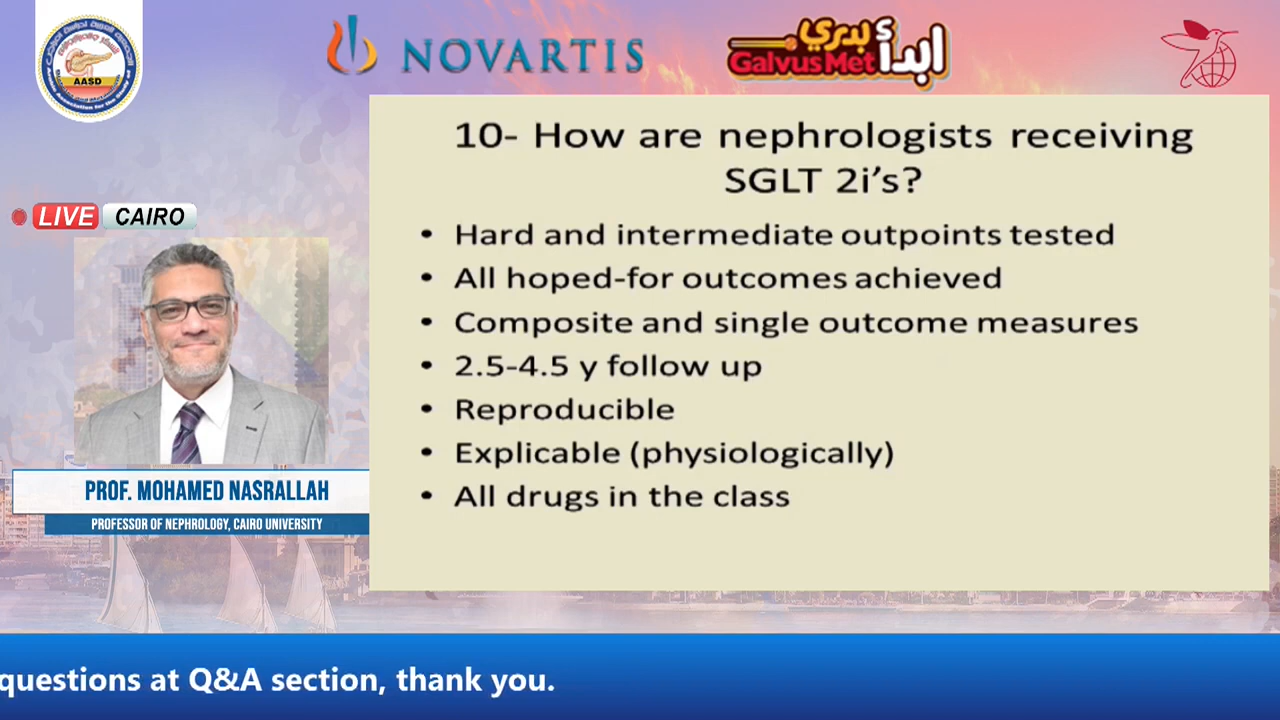 AASD
NOVARTIS
ابدأ بدري
GalvusMet
10- How are nephrologists receiving
SGLT 2i's?
LIVE CAIRO
• Hard and intermediate outpoints tested
• All hoped-for outcomes achieved
• Composite and single outcome measures
• 2.5-4.5 y follow up
• Reproducible
• Explicable (physiologically)
• All drugs in the class
PROF. MOHAMED NASRALLAH
PROFESSOR OF NEPHROLOGY, CAIRO UNIVERSITY
questions at Q&A section, thank you.